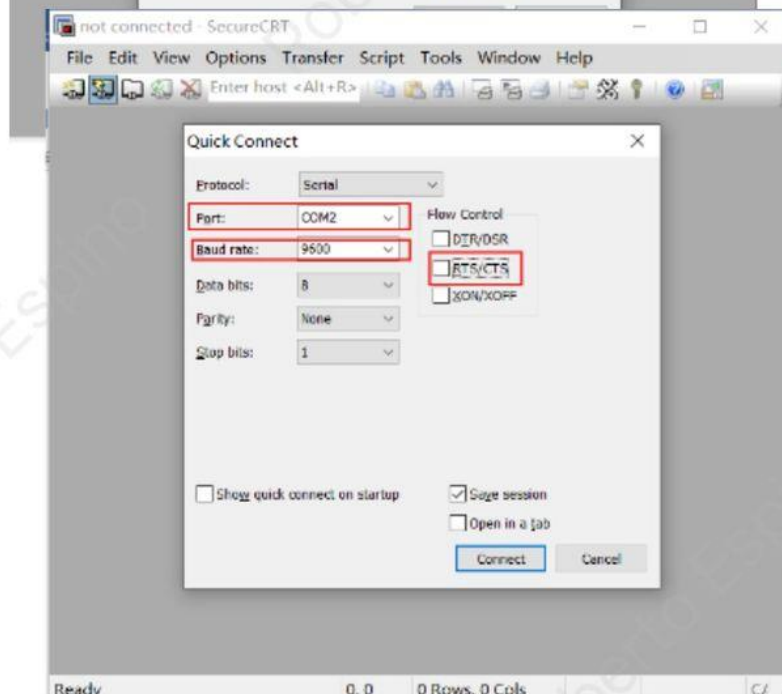 not connected - SecureCRT
File Edit View Options Transfer Script Tools Window Help
Enter host <Alt+R>
Quick Connect
Protocol: Serial
Port: COM2
Flow Control
Baud rate: 9600
DTR/DSR
RTS/CTS
Data bits: 8
XON/XOFF
Parity: None
Stop bits: 1
Show quick connect on startup
Save session
Open in a tab
Connect Cancel
Ready 0, 0 0 Rows, 0 Cols
Espino